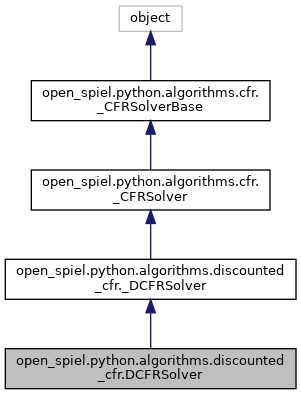 object
open_spiel.python.algorithms.cfr.
_CFRSolverBase
open_spiel.python.algorithms.cfr.
_CFRSolver
open_spiel.python.algorithms.discounted
_cfr._DCFRSolver
open_spiel.python.algorithms.discounted
_cfr.DCFRSolver